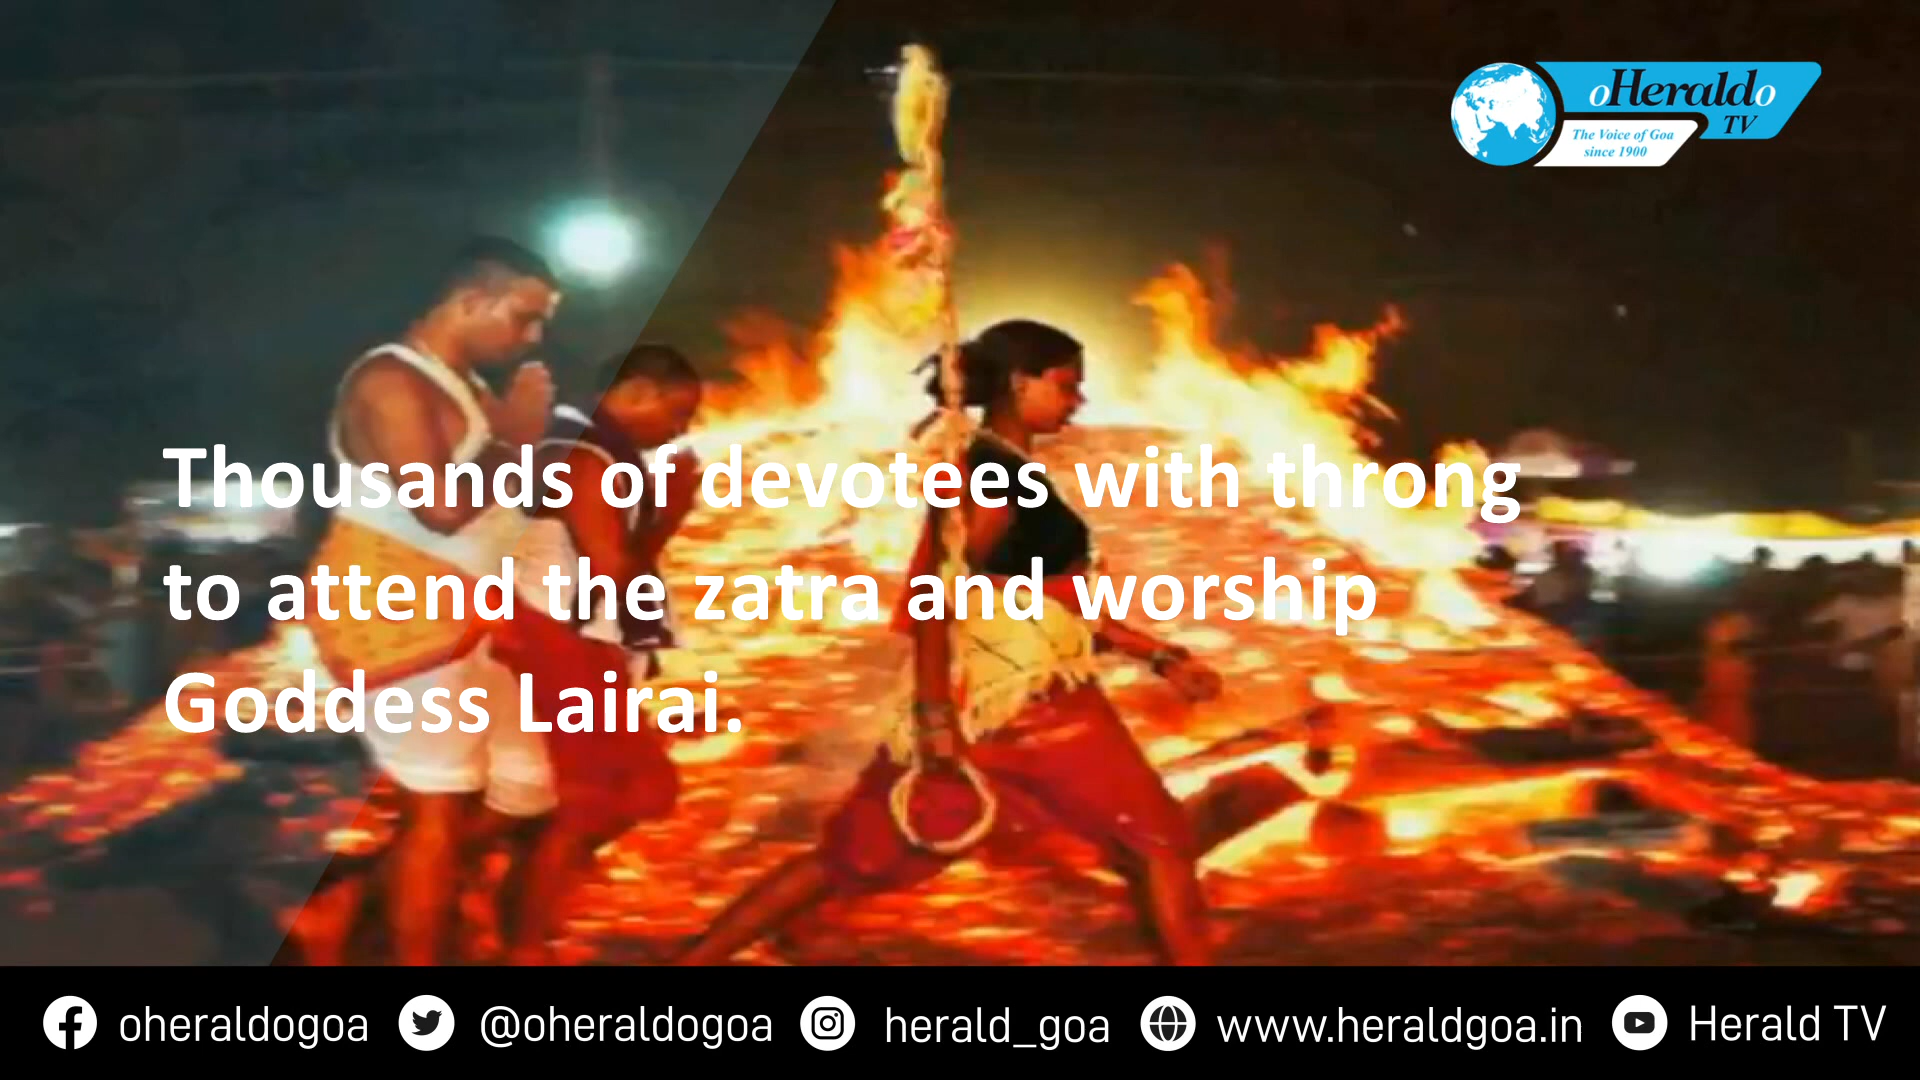 oHeraldo
TV
The Voice of Goa
since 1900
Thousands of devotees with throng
to attend the zatra and worship
Goddess Lairai.
oheraldogoa
@oheraldogoa
herald_goa
www.heraldgoa.in
Herald TV